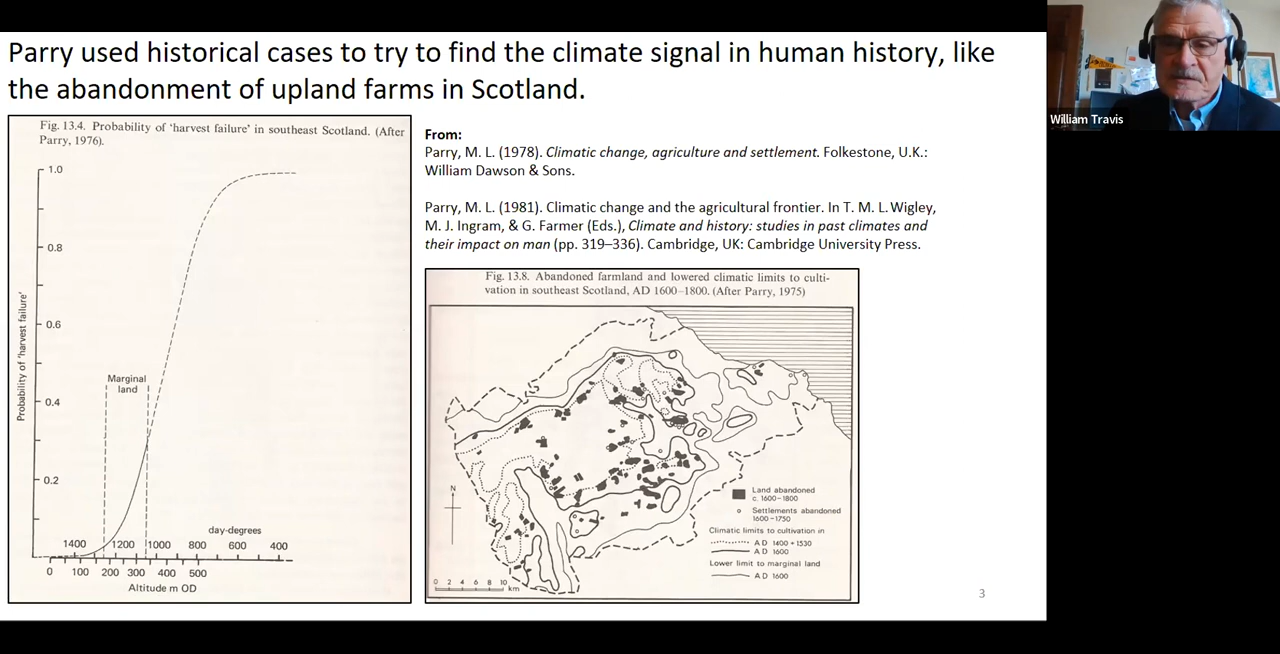 Parry used historical cases to try to find the climate signal in human history, like
the abandonment of upland farms in Scotland.
Fig. 13.4. Probability of 'harvest failure' in southeast Scotland. (After
Parry, 1976).
1.0
0.8
0.6
0.4
0.2
Probability of 'harvest failure'
Marginal
land
day-degrees
1400 1200 1000 800 600 400
0 100 200 300 400 500
Altitude m OD
From:
Parry, M. L. (1978). Climatic change, agriculture and settlement. Folkestone, U.K.:
William Dawson & Sons.
Parry, M. L. (1981). Climatic change and the agricultural frontier. In T. M. L. Wigley,
M. J. Ingram, & G. Farmer (Eds.), Climate and history: studies in past climates and
their impact on man (pp. 319–336). Cambridge, UK: Cambridge University Press.
Fig. 13.8. Abandoned farmland and lowered climatic limits to culti-
vation in southeast Scotland, AD 1600–1800. (After Parry, 1975)
N
0 2 4 6 8 10
km
Land abandoned
c. 1600–1800
Settlements abandoned
1600–1750
Climatic limits to cultivation in
AD 1400 + 1530
AD 1600
Lower limit to marginal land
AD 1600
3
William Travis